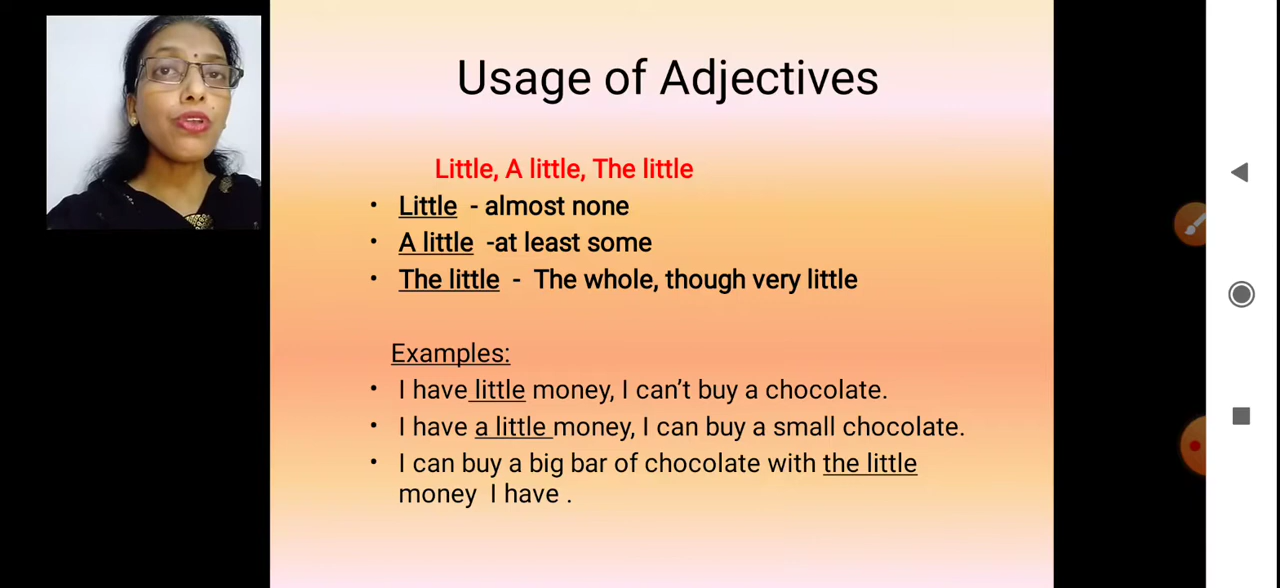 Usage of Adjectives
Little, A little, The little
• Little - almost none
• A little -at least some
• The little - The whole, though very little
Examples:
• I have little money, I can’t buy a chocolate.
• I have a little money, I can buy a small chocolate.
• I can buy a big bar of chocolate with the little
money I have .